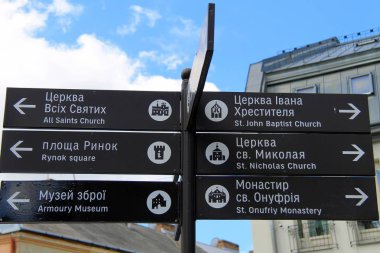 Церква
Всіх Святих
All Saints Church
площа Ринок
Rynok square
Музей зброї
Armoury Museum
Церква Івана
Хрестителя
St. John Baptist Church
Церква
св. Миколая
St. Nicholas Church
Монастир
св. Онуфрія
St. Onufriy Monastery